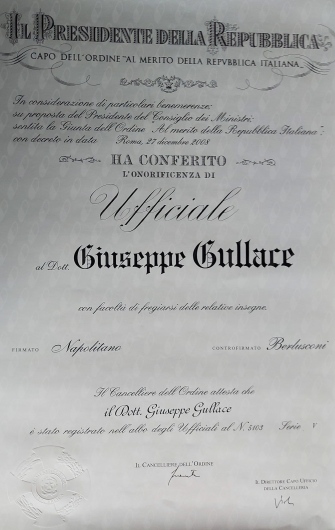 IL PRESIDENTE DELLA REPUBBLICA
CAPO DELL'ORDINE "AL MERITO DELLA REPVBBLICA ITALIANA„
In considerazione di particolari benemerenze;
su proposta del Presidente del Consiglio dei Ministri;
sentita la Giunta dell'Ordine "Al merito della Repubblica Italiana„;
con decreto in data Roma, 27 dicembre 2008
HA CONFERITO
L'ONORIFICENZA DI
Ufficiale
al Dott. Giuseppe Gullace
con facoltà di fregiarsi delle relative insegne.
FIRMATO Napolitano CONTROFIRMATO Berlusconi
Il Cancelliere dell'Ordine attesta che
il Dott. Giuseppe Gullace
è stato registrato nell'albo degli Ufficiali al N. 5103 Serie V
IL CANCELLIERE DELL'ORDINE
IL DIRETTORE CAPO UFFICIO
DELLA CANCELLERIA